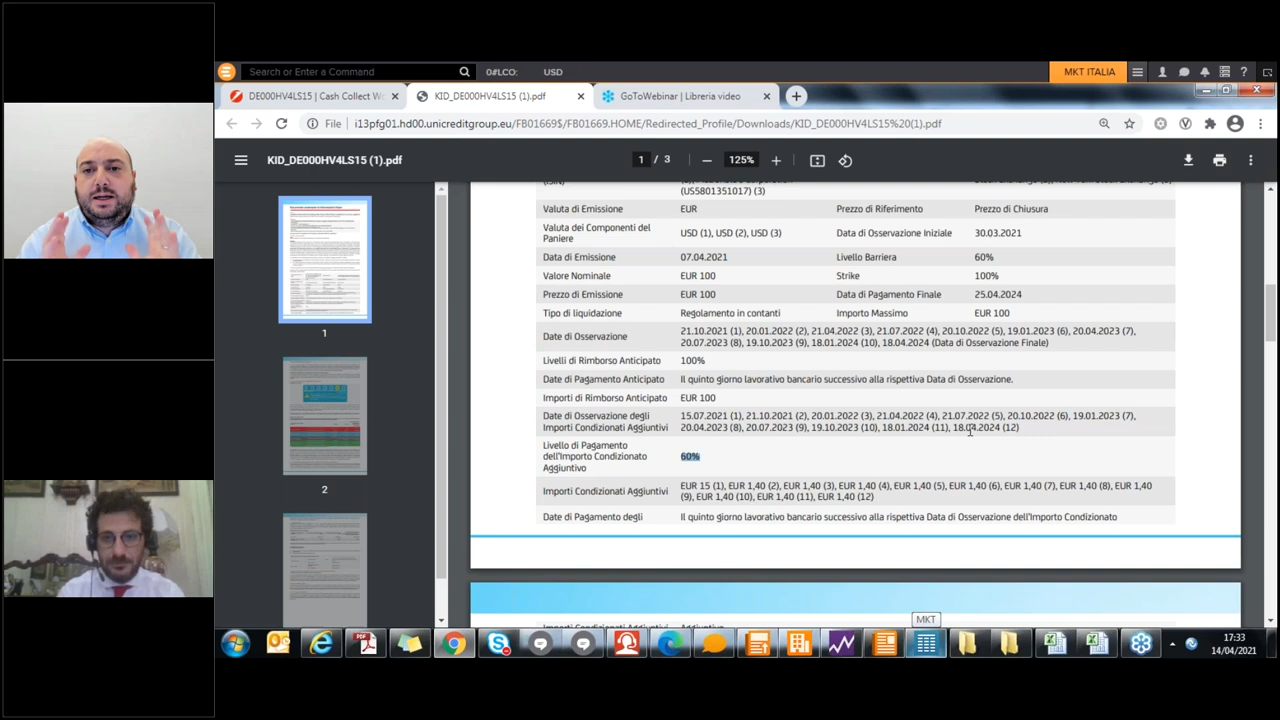 Search or Enter a Command
0#LCO:
USD
MKT ITALIA
DE000HV4LS15 | Cash Collect W
KID_DE000HV4LS15 (1).pdf
GoToWebinar | Libreria video
File
i13pfg01.hd00.unicreditgroup.eu/FB01669$/FB01669.HOME/Redirected_Profile/Downloads/KID_DE000HV4LS15%20(1).pdf
KID_DE000HV4LS15 (1).pdf
1 / 3
125%
(US5801351017) (3)
Valuta di Emissione EUR Prezzo di Riferimento Prezzo di Chiusura
Valuta dei Componenti del Paniere USD (1), USD (2), USD (3) Data di Osservazione Iniziale 30.03.2021
Data di Emissione 07.04.2021 Livello Barriera 60%
Valore Nominale EUR 100 Strike 100%
Prezzo di Emissione EUR 100 Data di Pagamento Finale 25.04.2024
Tipo di liquidazione Regolamento in contanti Importo Massimo EUR 100
Date di Osservazione 21.10.2021 (1), 20.01.2022 (2), 21.04.2022 (3), 21.07.2022 (4), 20.10.2022 (5), 19.01.2023 (6), 20.04.2023 (7),
20.07.2023 (8), 19.10.2023 (9), 18.01.2024 (10), 18.04.2024 (Data di Osservazione Finale)
Livelli di Rimborso Anticipato 100%
Date di Pagamento Anticipato Il quinto giorno lavorativo bancario successivo alla rispettiva Data di Osservazione.
Importi di Rimborso Anticipato EUR 100
Date di Osservazione degli 15.07.2021 (1), 21.10.2021 (2), 20.01.2022 (3), 21.04.2022 (4), 21.07.2022 (5), 20.10.2022 (6), 19.01.2023 (7),
Importi Condizionati Aggiuntivi 20.04.2023 (8), 20.07.2023 (9), 19.10.2023 (10), 18.01.2024 (11), 18.04.2024 (12)
Livello di Pagamento
dell'Importo Condizionato 60%
Aggiuntivo
Importi Condizionati Aggiuntivi EUR 15 (1), EUR 1,40 (2), EUR 1,40 (3), EUR 1,40 (4), EUR 1,40 (5), EUR 1,40 (6), EUR 1,40 (7), EUR 1,40 (8), EUR 1,40
(9), EUR 1,40 (10), EUR 1,40 (11), EUR 1,40 (12)
Date di Pagamento degli Il quinto giorno lavorativo bancario successivo alla rispettiva Data di Osservazione dell'Importo Condizionato
Importi Condizionati Aggiuntivi Aggiuntivo
1
2
MKT
17:33
14/04/2021